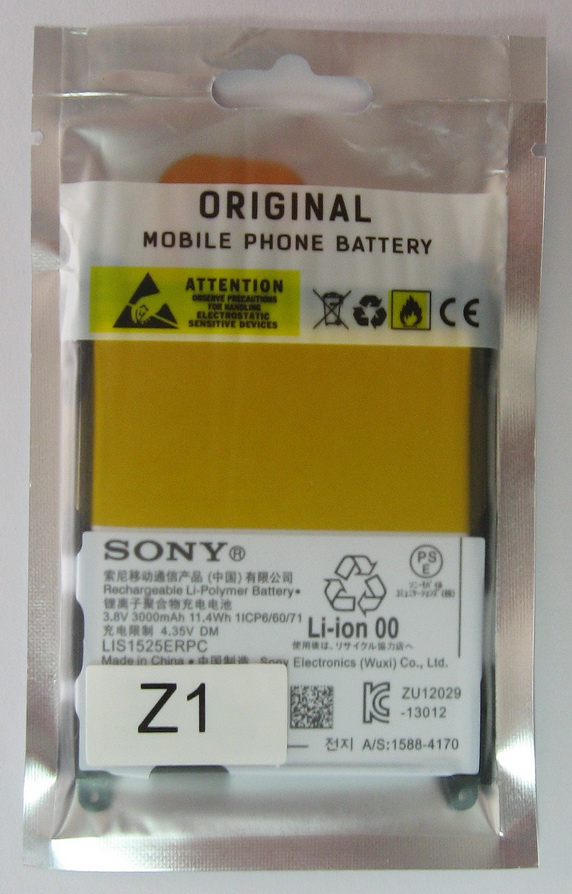 ORIGINAL
MOBILE PHONE BATTERY
ATTENTION
OBSERVE PRECAUTIONS
FOR HANDLING
ELECTROSTATIC
SENSITIVE DEVICES
CE
SONY®
索尼移动通信产品 (中国) 有限公司
Rechargeable Li-Polymer Battery•
锂离子聚合物充电电池
3.8V 3000mAh 11.4Wh 1ICP6/60/71
充电限制 4.35V DM
LIS1525ERPC
PS
E
Li-ion 00
使用後は、リサイクル協力店へ
Made in China • 中国制造 Sony Electronics (Wuxi) Co., Ltd.
Z1
ZU12029
-13012
전지 A/S:1588-4170